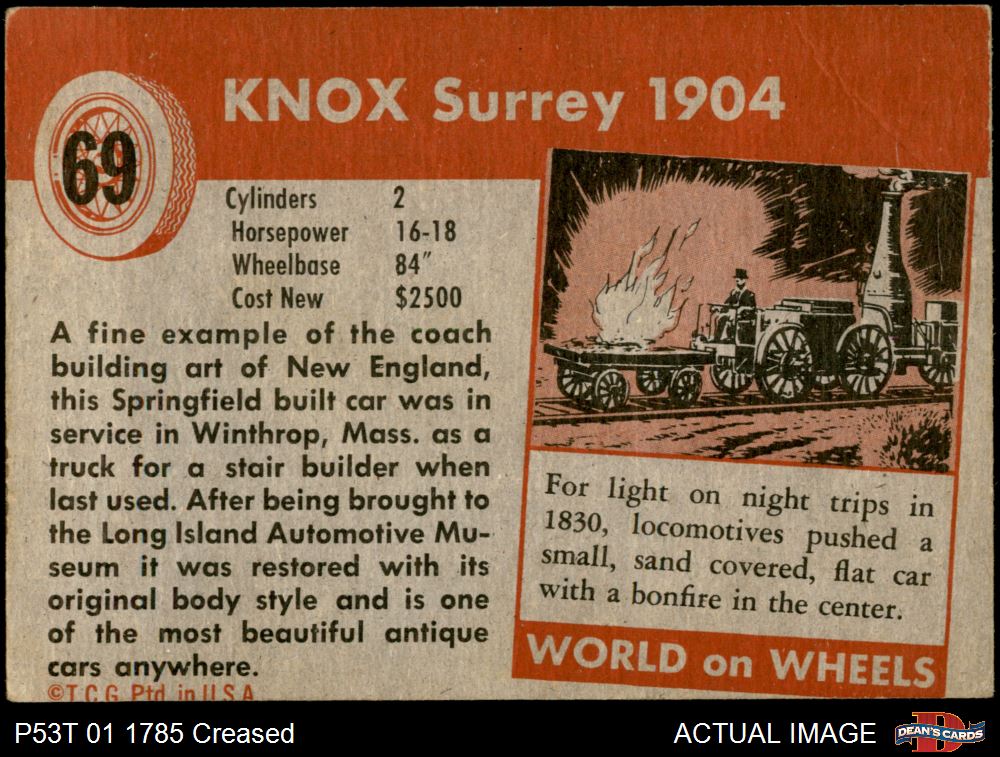 KNOX Surrey 1904
69
Cylinders 2
Horsepower 16-18
Wheelbase 84"
Cost New $2500
A fine example of the coach
building art of New England,
this Springfield built car was in
service in Winthrop, Mass. as a
truck for a stair builder when
last used. After being brought to
the Long Island Automotive Mu-
seum it was restored with its
original body style and is one
of the most beautiful antique
cars anywhere.
©T.C.G. Ptd. in U.S.A.
For light on night trips in
1830, locomotives pushed a
small, sand covered, flat car
with a bonfire in the center.
WORLD on WHEELS
P53T 01 1785 Creased
ACTUAL IMAGE
DEAN'S CARDS